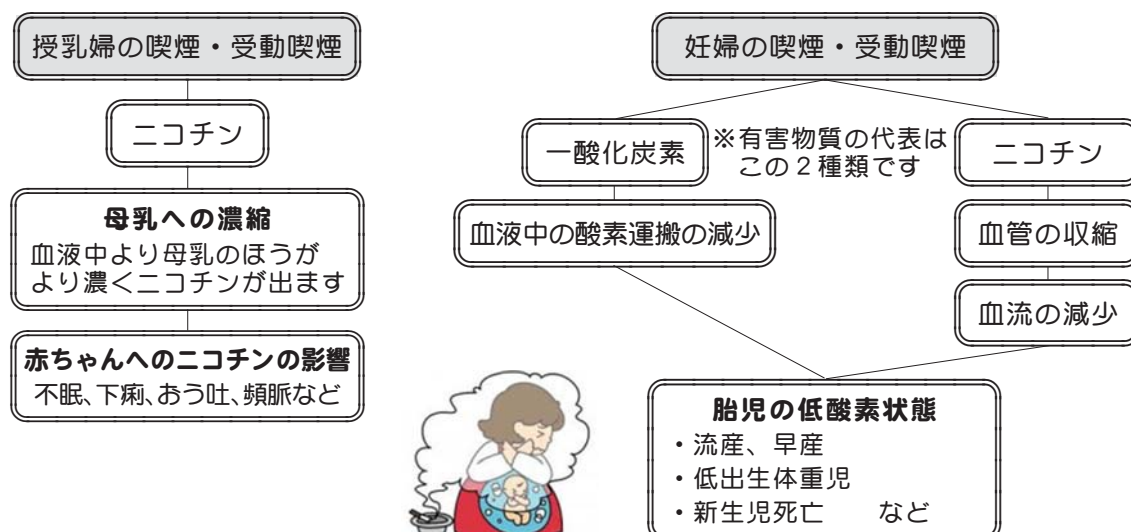 授乳婦の喫煙・受動喫煙
ニコチン
母乳への濃縮
血液中より母乳のほうが
より濃くニコチンが出ます
赤ちゃんへのニコチンの影響
不眠、下痢、おう吐、頻脈など
妊婦の喫煙・受動喫煙
一酸化炭素
※有害物質の代表は
この2種類です
ニコチン
血液中の酸素運搬の減少
血管の収縮
血流の減少
胎児の低酸素状態
・流産、早産
・低出生体重児
・新生児死亡　　など